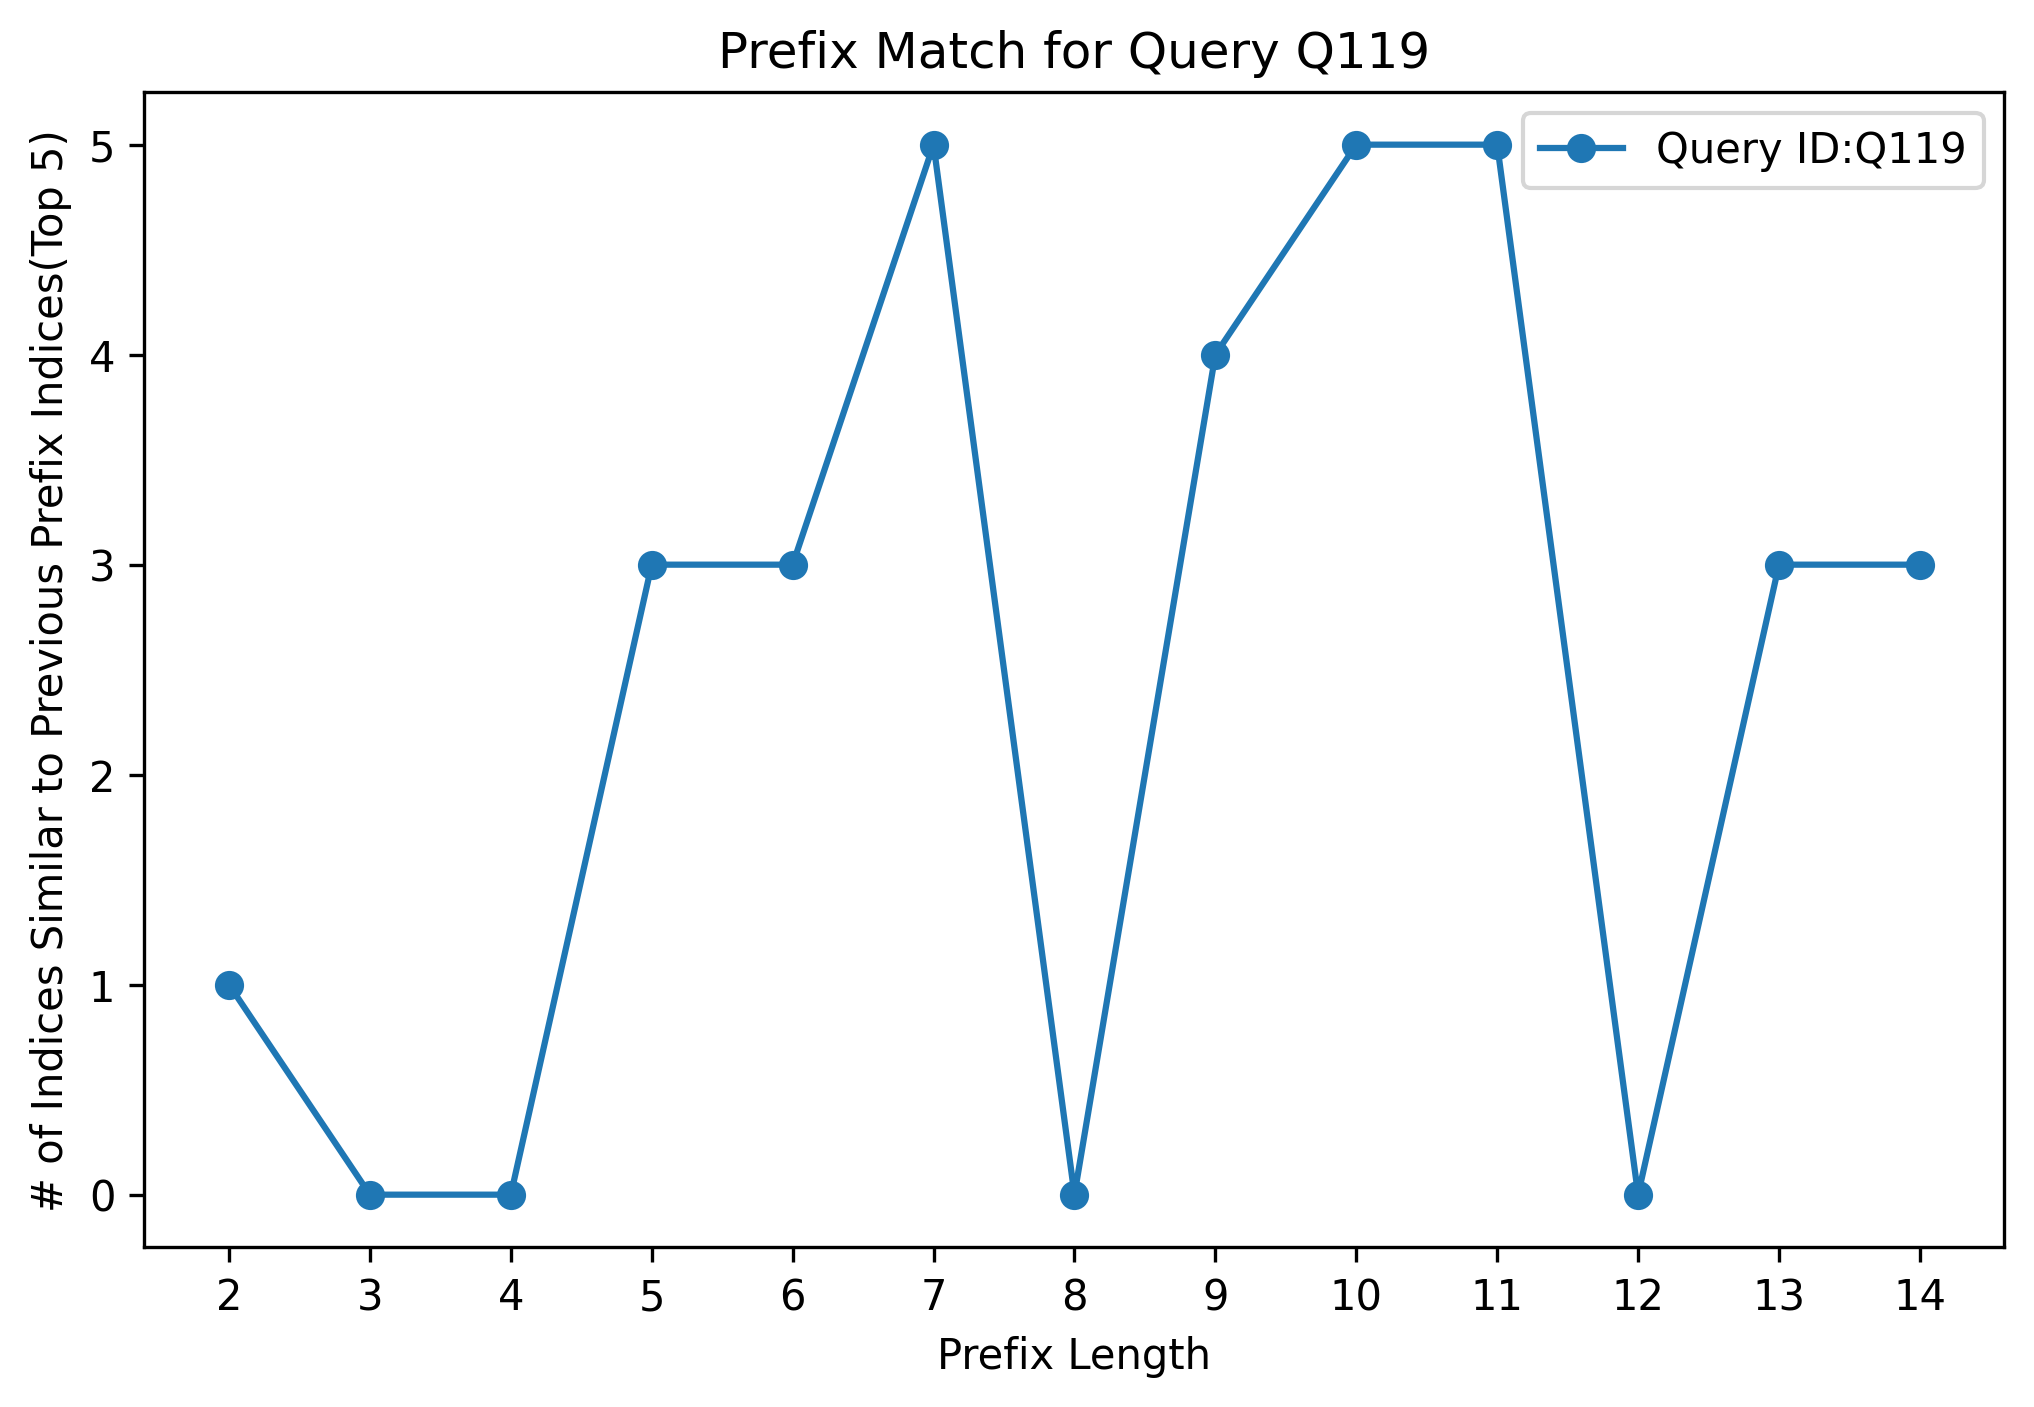 Prefix Match for Query Q119
Query ID:Q119
# of Indices Similar to Previous Prefix Indices(Top 5)
5
4
3
2
1
0
2 3 4 5 6 7 8 9 10 11 12 13 14
Prefix Length